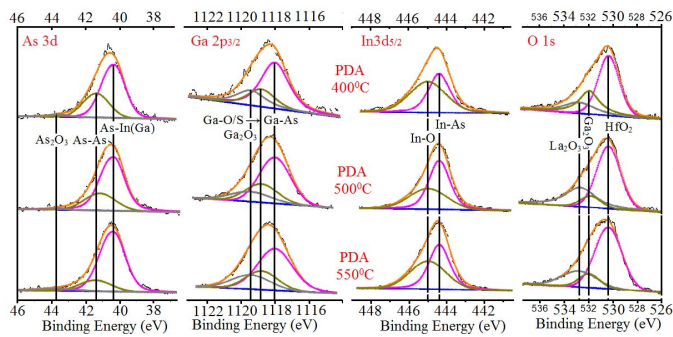 46 44 42 40 38
1122 1120 1118 1116
448 446 444 442
536 534 532 530 526
As 3d
Ga 2p3/2
In3d5/2
O 1s
PDA
400⁰C
As₂O₃ As-As
As-In(Ga)
Ga-O/S → Ga-As
Ga₂O₃
In-As
In-O
La₂O₃
Ga₂O₃
HfO₂
PDA
500⁰C
PDA
550⁰C
46 44 42 40 38
1122 1120 1118 1116
448 446 444 442
536 534 532 530 528 526
Binding Energy (eV)
Binding Energy (eV)
Binding Energy (eV)
Binding Energy (eV)